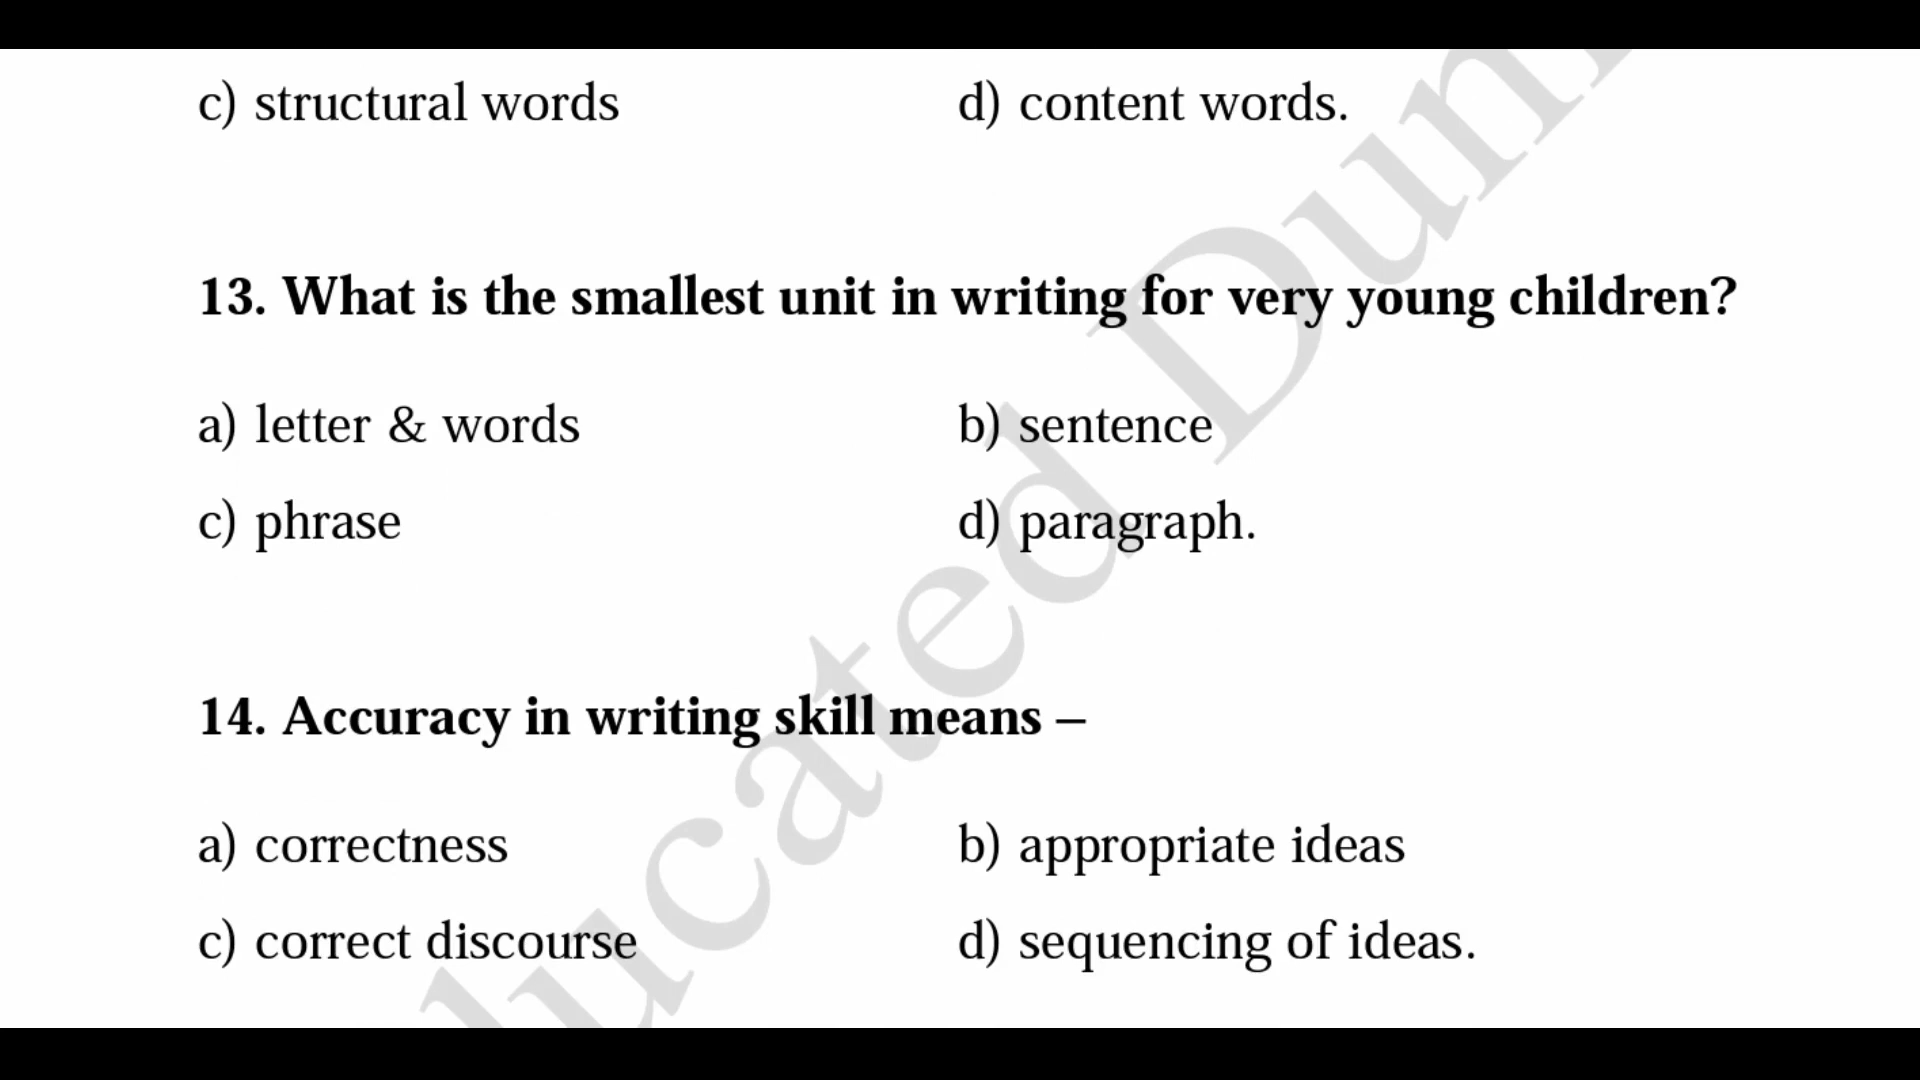 c) structural words d) content words.
13. What is the smallest unit in writing for very young children?
a) letter & words b) sentence
c) phrase d) paragraph.
14. Accuracy in writing skill means –
a) correctness b) appropriate ideas
c) correct discourse d) sequencing of ideas.